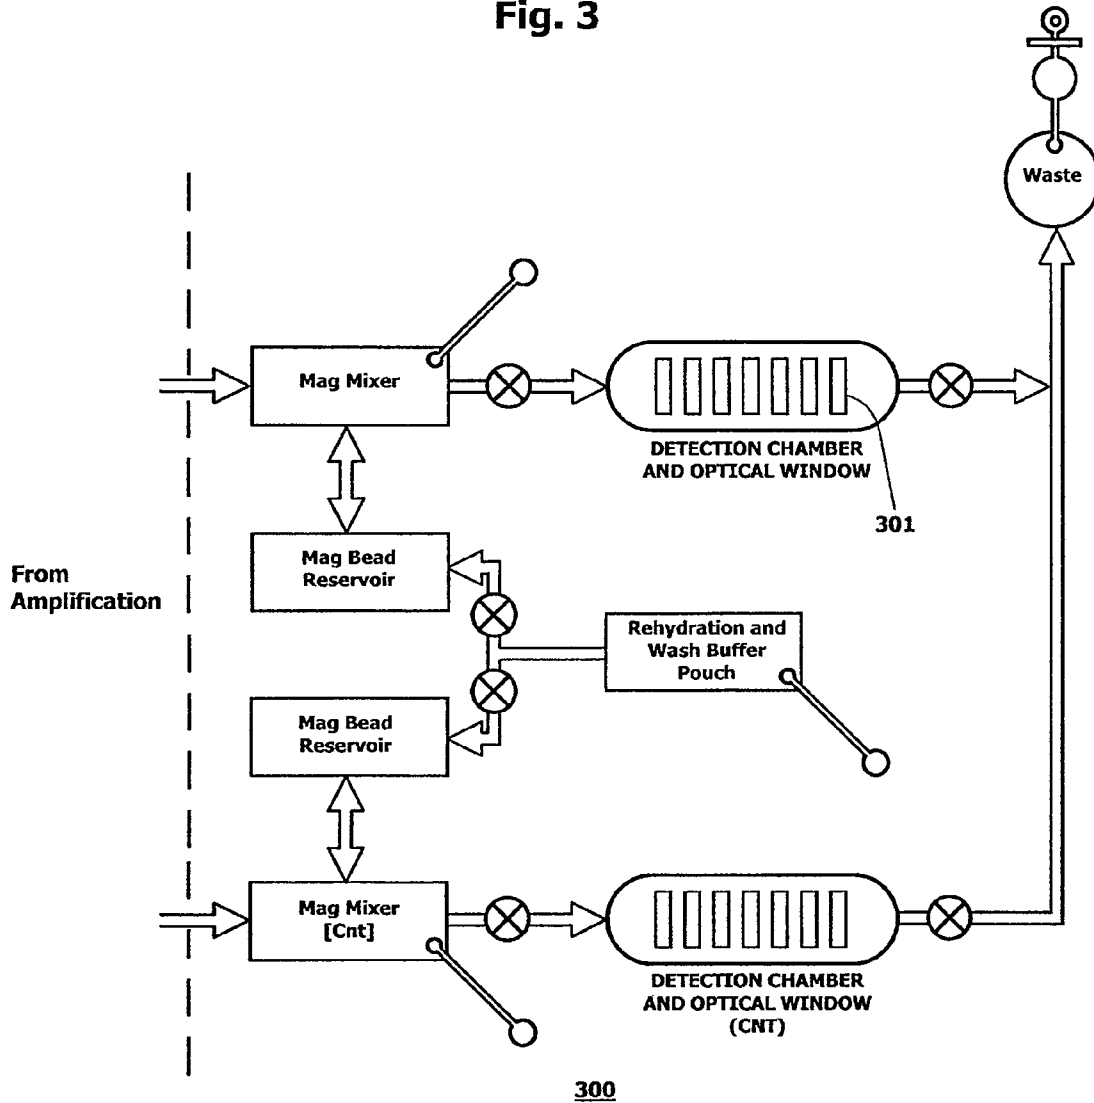 Fig. 3
Waste
Mag Mixer
DETECTION CHAMBER
AND OPTICAL WINDOW
301
Mag Bead
Reservoir
From
Amplification
Rehydration and
Wash Buffer
Pouch
Mag Bead
Reservoir
Mag Mixer
[Cnt]
DETECTION CHAMBER
AND OPTICAL WINDOW
(CNT)
300